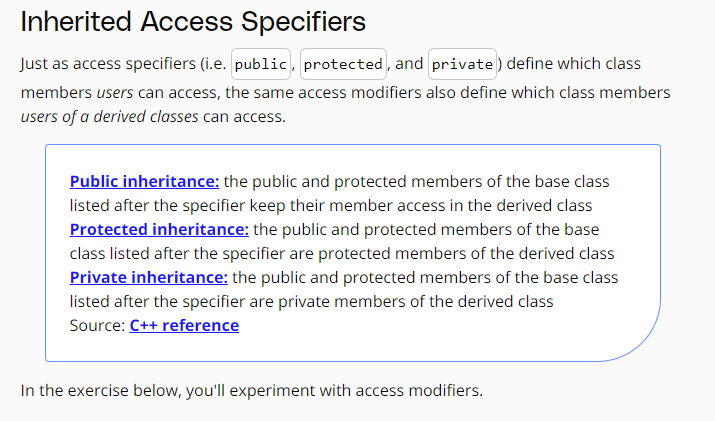 Inherited Access Specifiers
Just as access specifiers (i.e. public, protected, and private) define which class
members users can access, the same access modifiers also define which class members
users of a derived classes can access.
Public inheritance: the public and protected members of the base class
listed after the specifier keep their member access in the derived class
Protected inheritance: the public and protected members of the base
class listed after the specifier are protected members of the derived class
Private inheritance: the public and protected members of the base class
listed after the specifier are private members of the derived class
Source: C++ reference
In the exercise below, you'll experiment with access modifiers.